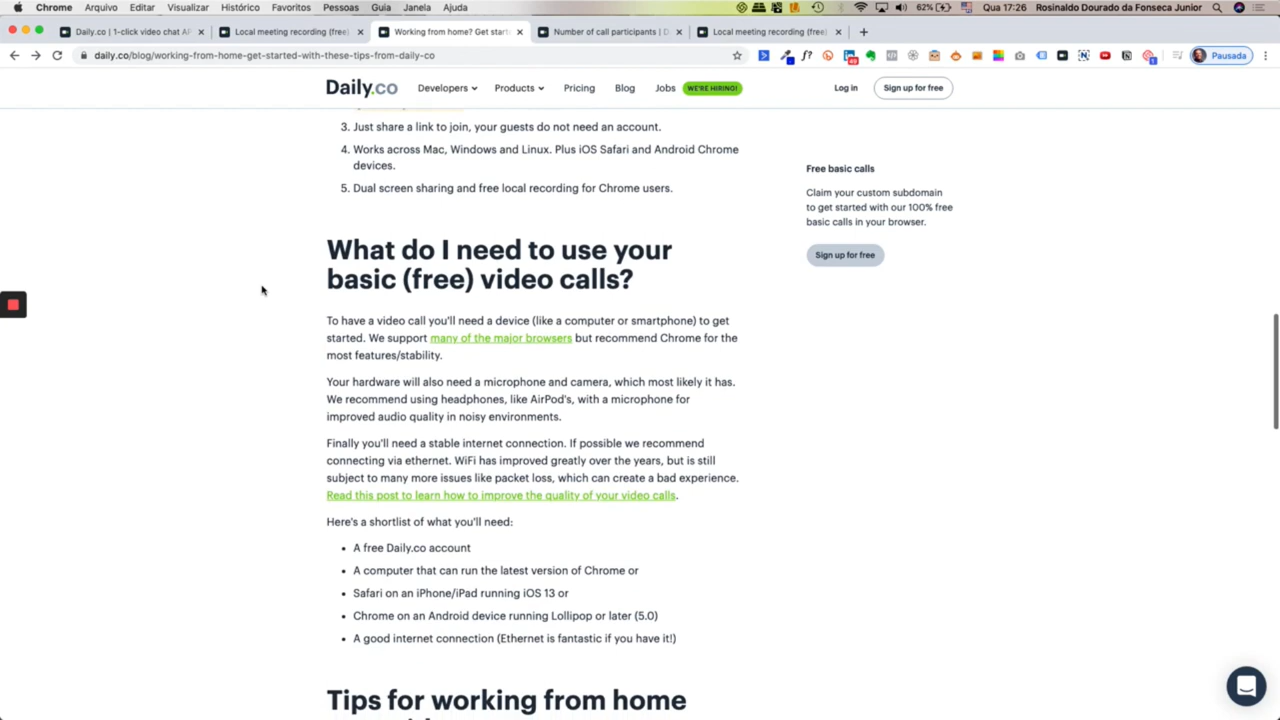 Chrome Arquivo Editar Visualizar Histórico Favoritos Pessoas Guia Janela Ajuda 62% Qua 17:26 Rosinaldo Dourado da Fonseca Junior
Daily.co | 1-click video chat AP Local meeting recording (free) Working from home? Get start Number of call participants | D Local meeting recording (free)
daily.co/blog/working-from-home-get-started-with-these-tips-from-daily-co Pausada
Daily.co Developers Products Pricing Blog Jobs WE'RE HIRING! Log in Sign up for free
3. Just share a link to join, your guests do not need an account.
4. Works across Mac, Windows and Linux. Plus iOS Safari and Android Chrome
devices.
5. Dual screen sharing and free local recording for Chrome users.
Free basic calls
Claim your custom subdomain
to get started with our 100% free
basic calls in your browser.
Sign up for free
What do I need to use your
basic (free) video calls?
To have a video call you'll need a device (like a computer or smartphone) to get
started. We support many of the major browsers but recommend Chrome for the
most features/stability.
Your hardware will also need a microphone and camera, which most likely it has.
We recommend using headphones, like AirPod's, with a microphone for
improved audio quality in noisy environments.
Finally you'll need a stable internet connection. If possible we recommend
connecting via ethernet. WiFi has improved greatly over the years, but is still
subject to many more issues like packet loss, which can create a bad experience.
Read this post to learn how to improve the quality of your video calls.
Here's a shortlist of what you'll need:
• A free Daily.co account
• A computer that can run the latest version of Chrome or
• Safari on an iPhone/iPad running iOS 13 or
• Chrome on an Android device running Lollipop or later (5.0)
• A good internet connection (Ethernet is fantastic if you have it!)
Tips for working from home